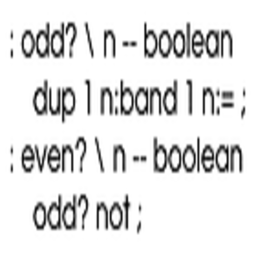 : odd? \ n -- boolean
dup 1 n:band 1 n:= ;
: even? \ n -- boolean
odd? not ;